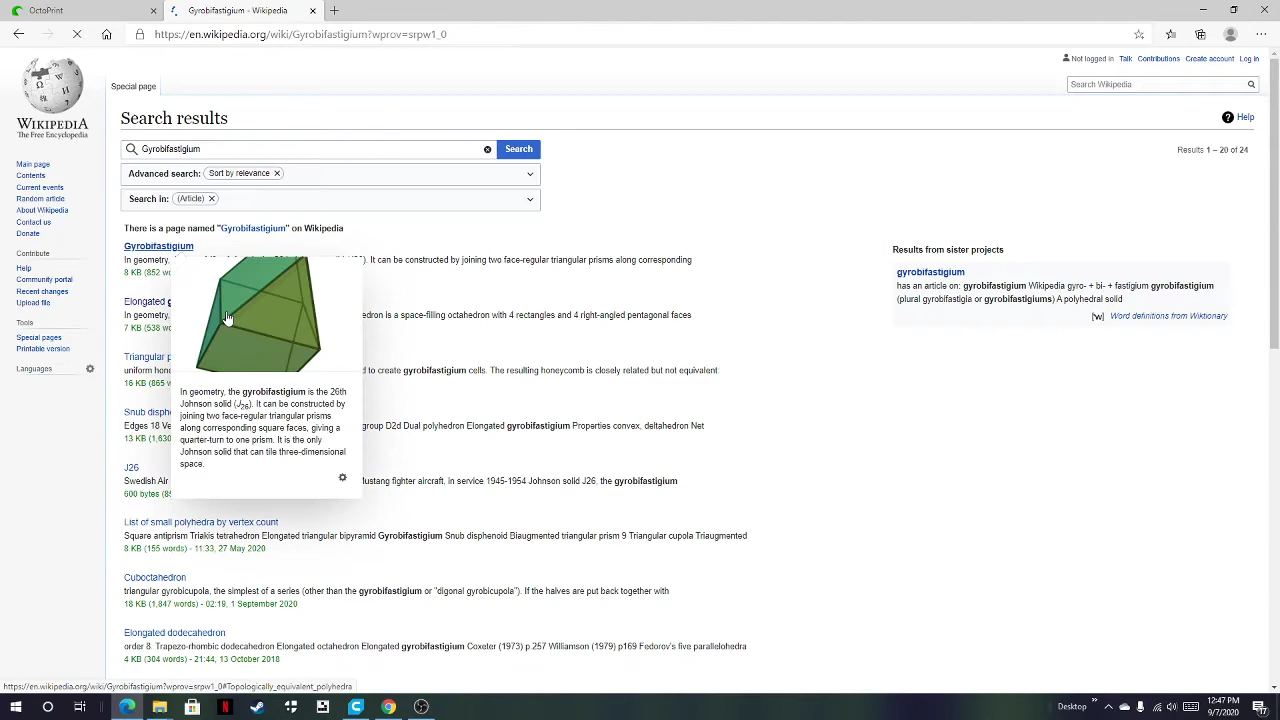 OctoPrint
Gyrobifastigium - Wikipedia
https://en.wikipedia.org/wiki/Gyrobifastigium?wprov=srpw1_0
Not logged in Talk Contributions Create account Log in
Special page
Search Wikipedia
WIKIPEDIA
The Free Encyclopedia
Search results
Help
Gyrobifastigium
Search
Results 1 – 20 of 24
Advanced search: Sort by relevance
Search in: (Article)
Main page
Contents
Current events
Random article
About Wikipedia
Contact us
Donate
Contribute
Help
Community portal
Recent changes
Upload file
Tools
Special pages
Printable version
Languages
There is a page named "Gyrobifastigium" on Wikipedia
Gyrobifastigium
In geometry, ). It can be constructed by joining two face-regular triangular prisms along corresponding
8 KB (852 w
Elongated g
In geometry, dron is a space-filling octahedron with 4 rectangles and 4 right-angled pentagonal faces
7 KB (538 w
Triangular p
uniform hon d to create gyrobifastigium cells. The resulting honeycomb is closely related but not equivalent:
16 KB (865 w
Snub disphe
Edges 18 Ve group D2d Dual polyhedron Elongated gyrobifastigium Properties convex, deltahedron Net
13 KB (1,630
J26
Swedish Air Mustang fighter aircraft, in service 1945-1954 Johnson solid J26, the gyrobifastigium
600 bytes (85
List of small polyhedra by vertex count
Square antiprism Triakis tetrahedron Elongated triangular bipyramid Gyrobifastigium Snub disphenoid Biaugmented triangular prism 9 Triangular cupola Triaugmented
8 KB (155 words) - 11:33, 27 May 2020
Cuboctahedron
triangular gyrobicupola, the simplest of a series (other than the gyrobifastigium or "digonal gyrobicupola"). If the halves are put back together with
18 KB (1,847 words) - 02:19, 1 September 2020
Elongated dodecahedron
order 8. Trapezo-rhombic dodecahedron Elongated octahedron Elongated gyrobifastigium Coxeter (1973) p.257 Williamson (1979) p169 Fedorov's five parallelohedra
4 KB (304 words) - 21:44, 13 October 2018
In geometry, the gyrobifastigium is the 26th
Johnson solid (J26). It can be constructed by
joining two face-regular triangular prisms
along corresponding square faces, giving a
quarter-turn to one prism. It is the only
Johnson solid that can tile three-dimensional
space.
Results from sister projects
gyrobifastigium
has an article on: gyrobifastigium Wikipedia gyro- + bi- + fastigium gyrobifastigium
(plural gyrobifastigia or gyrobifastigiums) A polyhedral solid
Word definitions from Wiktionary
https://en.wikipedia.org/wiki/Gyrobifastigium?wprov=srpw1_0#Topologically_equivalent_polyhedra
Desktop
12:47 PM
9/7/2020